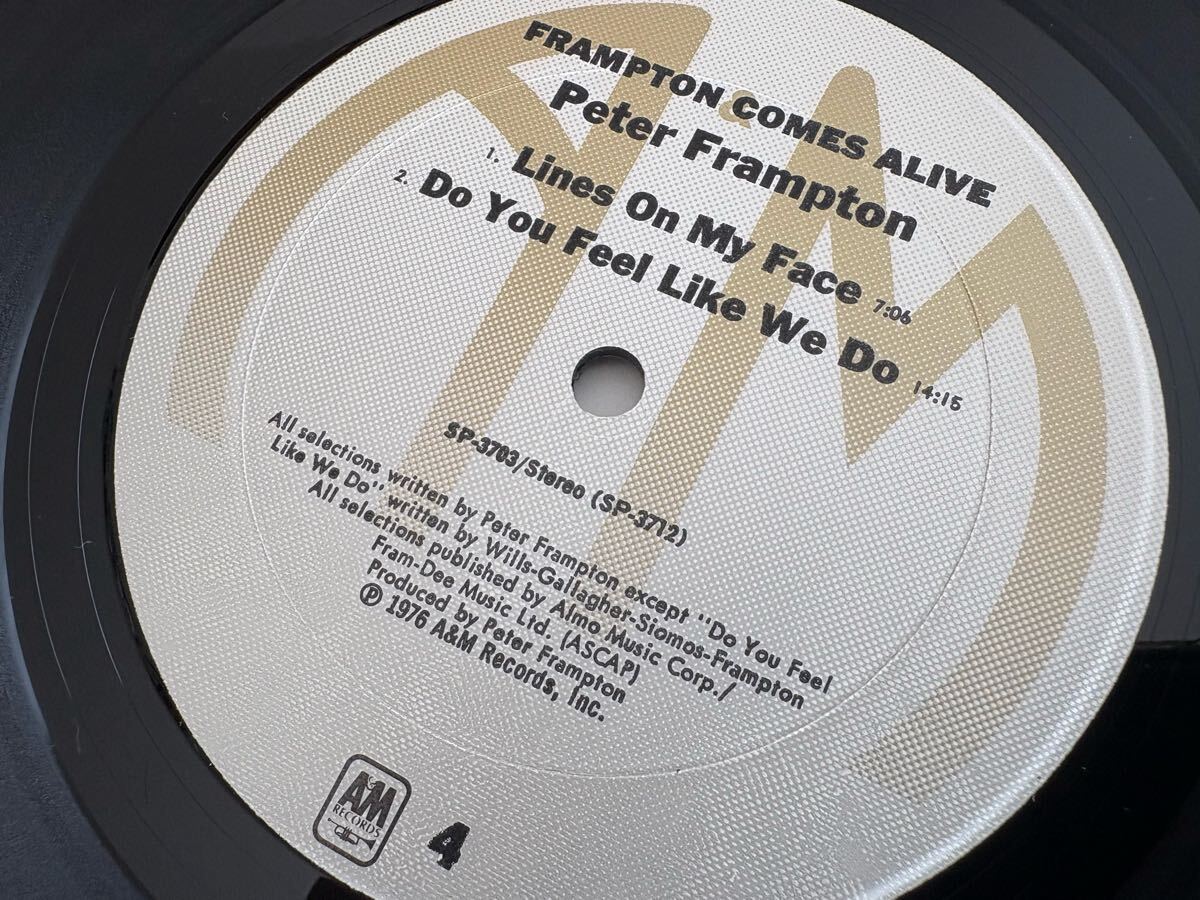 FRAMPTON COMES ALIVE
Peter Frampton
1. Lines On My Face 7:06
2. Do You Feel Like We Do 14:15
SP-3703/Stereo (SP-3712)
All selections written by Peter Frampton except "Do You Feel
Like We Do" written by Wills-Gallagher-Siomos-Frampton
All selections published by Almo Music Corp./
Fram-Dee Music Ltd. (ASCAP)
Produced by Peter Frampton
℗ 1976 A&M Records, Inc.
A&M
RECORDS
4
A&M